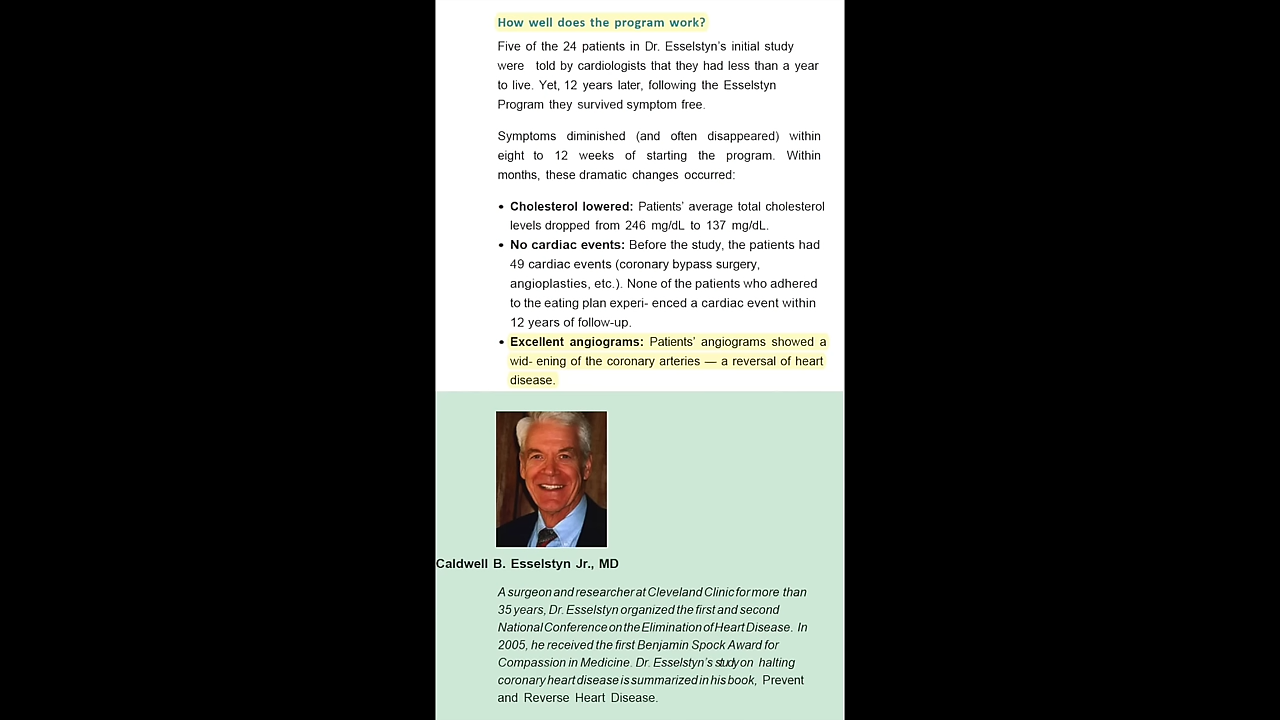 How well does the program work?
Five of the 24 patients in Dr. Esselstyn's initial study
were told by cardiologists that they had less than a year
to live. Yet, 12 years later, following the Esselstyn
Program they survived symptom free.
Symptoms diminished (and often disappeared) within
eight to 12 weeks of starting the program. Within
months, these dramatic changes occurred:
• Cholesterol lowered: Patients' average total cholesterol
levels dropped from 246 mg/dL to 137 mg/dL.
• No cardiac events: Before the study, the patients had
49 cardiac events (coronary bypass surgery,
angioplasties, etc.). None of the patients who adhered
to the eating plan experi- enced a cardiac event within
12 years of follow-up.
• Excellent angiograms: Patients' angiograms showed a
wid- ening of the coronary arteries — a reversal of heart
disease.
Caldwell B. Esselstyn Jr., MD
A surgeon and researcher at Cleveland Clinic for more than
35 years, Dr. Esselstyn organized the first and second
National Conference on the Elimination of Heart Disease. In
2005, he received the first Benjamin Spock Award for
Compassion in Medicine. Dr. Esselstyn's study on halting
coronary heart disease is summarized in his book, Prevent
and Reverse Heart Disease.